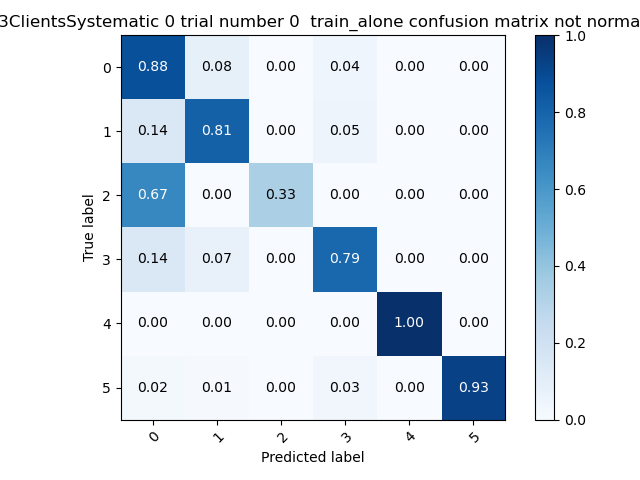 3ClientsSystematic 0 trial number 0 train_alone confusion matrix not norma
0 0.88 0.08 0.00 0.04 0.00 0.00
1 0.14 0.81 0.00 0.05 0.00 0.00
2 0.67 0.00 0.33 0.00 0.00 0.00
3 0.14 0.07 0.00 0.79 0.00 0.00
4 0.00 0.00 0.00 0.00 1.00 0.00
5 0.02 0.01 0.00 0.03 0.00 0.93
0 1 2 3 4 5
True label
Predicted label
1.0
0.8
0.6
0.4
0.2
0.0